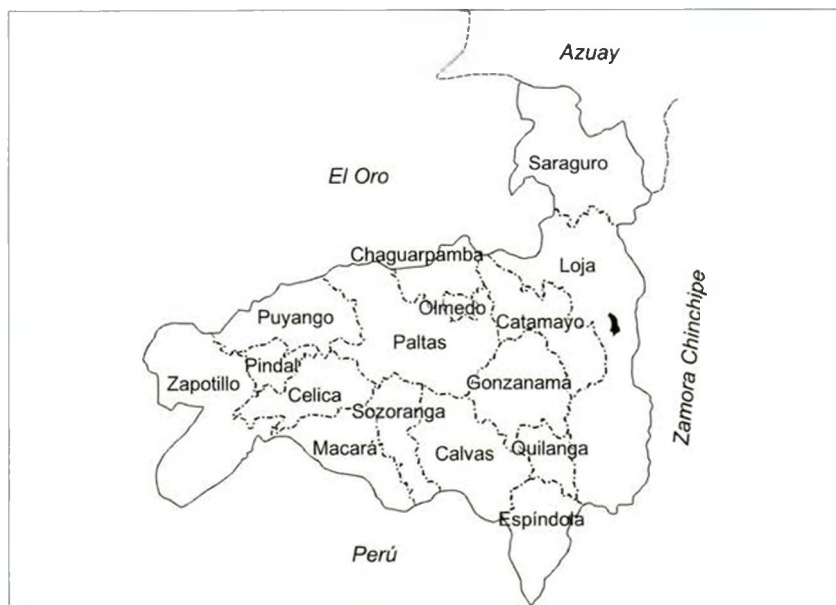 Azuay
Saraguro
El Oro
Chaguarpamba
Loja
Zamora Chinchipe
Olmedo
Puyango
Catamayo
Paltas
Pindal
Zapotillo
Gonzanamá
Celica
Sozoranga
Macará
Calvas
Quilanga
Espíndola
Perú